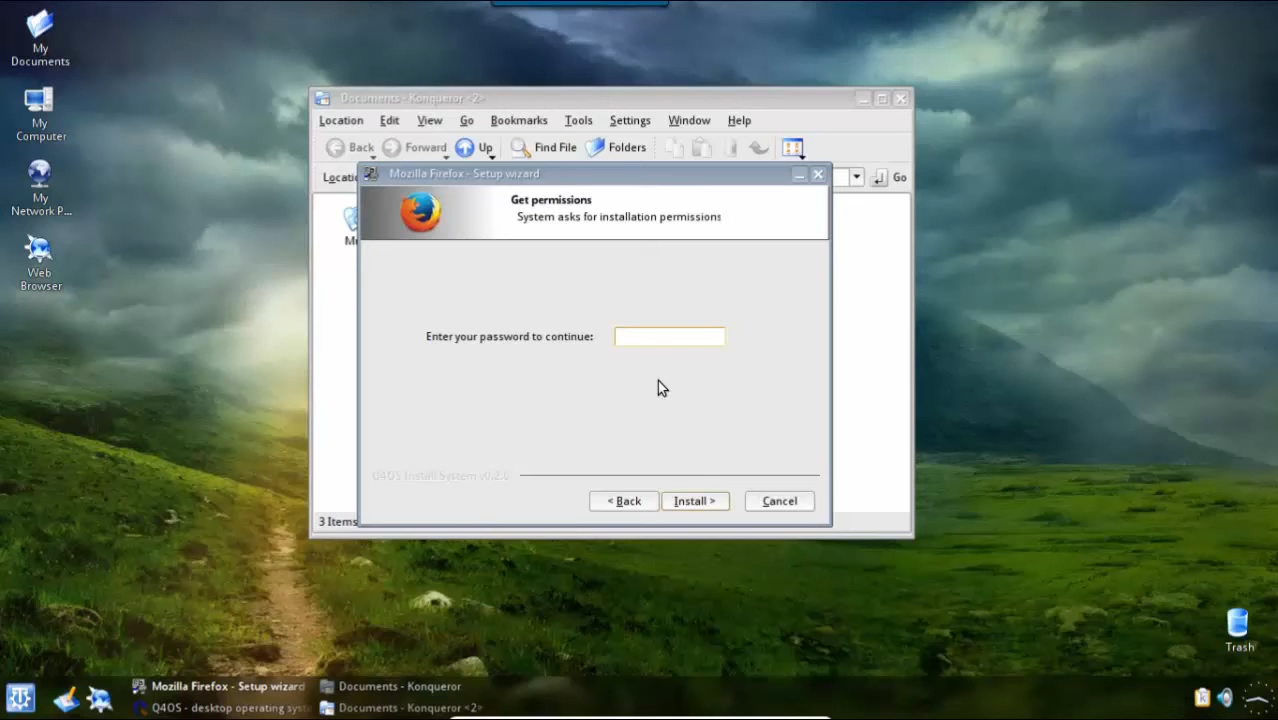 My
Documents
My
Computer
My
Network P...
Web
Browser
Documents - Konqueror <2>
Location Edit View Go Bookmarks Tools Settings Window Help
Back Forward Up Find File Folders
Locatio Go
Mozilla Firefox - Setup wizard
Get permissions
System asks for installation permissions
Mu
Enter your password to continue:
Q4OS Install System v0.2.0
< Back Install > Cancel
3 Items
Trash
Mozilla Firefox - Setup wizard Documents - Konqueror
Q4OS - desktop operating syst Documents - Konqueror <2>